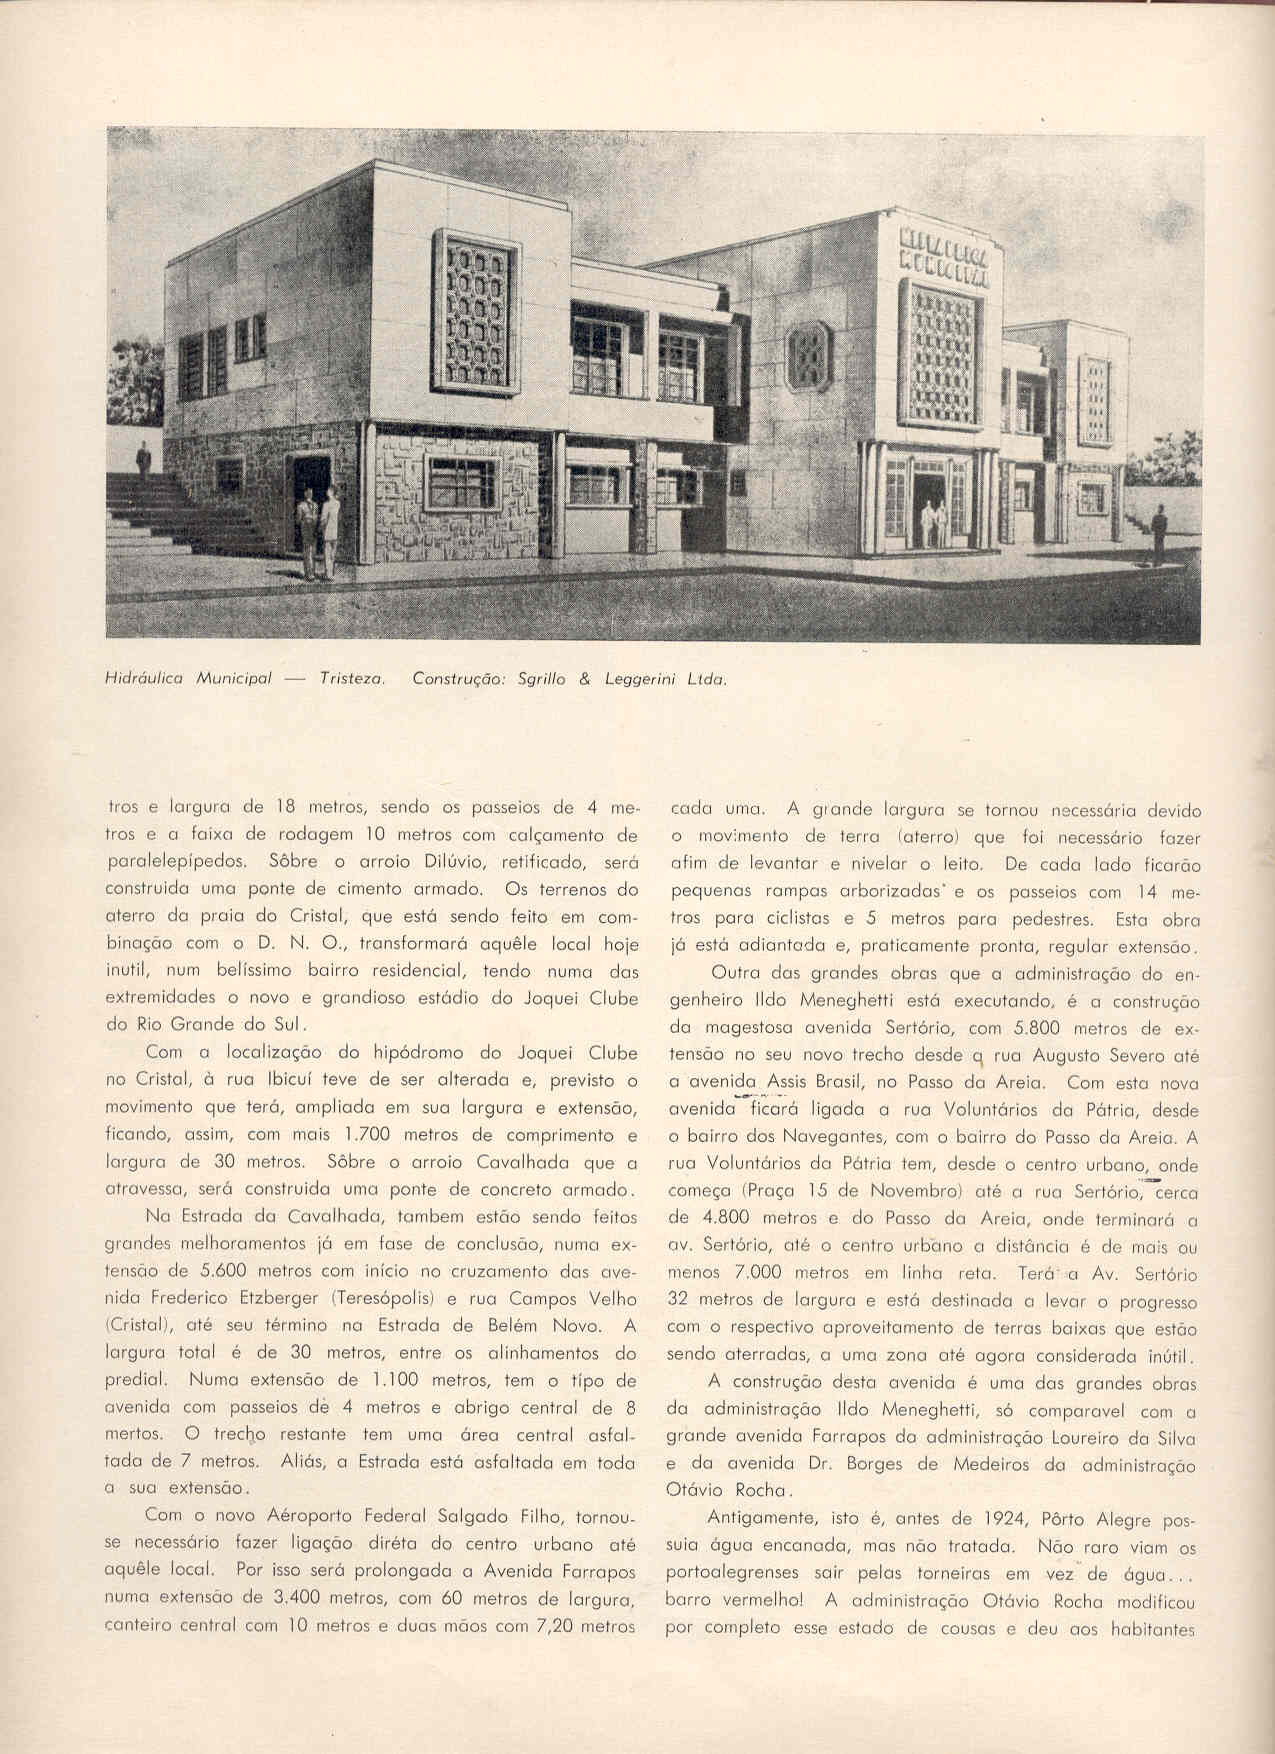 HIDRAULICA
MUNICIPAL
Hidráulica Municipal — Tristeza. Construção: Sgrillo & Leggerini Ltda.
tros e largura de 18 metros, sendo os passeios de 4 me-
tros e a faixa de rodagem 10 metros com calçamento de
paralelepípedos. Sôbre o arroio Dilúvio, retificado, será
construida uma ponte de cimento armado. Os terrenos do
aterro da praia do Cristal, que está sendo feito em com-
binação com o D. N. O., transformará aquêle local hoje
inutil, num belíssimo bairro residencial, tendo numa das
extremidades o novo e grandioso estádio do Joquei Clube
do Rio Grande do Sul.
Com a localização do hipódromo do Joquei Clube
no Cristal, à rua Ibicuí teve de ser alterada e, previsto o
movimento que terá, ampliada em sua largura e extensão,
ficando, assim, com mais 1.700 metros de comprimento e
largura de 30 metros. Sôbre o arroio Cavalhada que a
atravessa, será construida uma ponte de concreto armado.
Na Estrada da Cavalhada, tambem estão sendo feitos
grandes melhoramentos já em fase de conclusão, numa ex-
tensão de 5.600 metros com início no cruzamento das ave-
nida Frederico Etzberger (Teresópolis) e rua Campos Velho
(Cristal), até seu término na Estrada de Belém Novo. A
largura total é de 30 metros, entre os alinhamentos do
predial. Numa extensão de 1.100 metros, tem o típo de
avenida com passeios de 4 metros e abrigo central de 8
mertos. O trecho restante tem uma área central asfal-
tada de 7 metros. Aliás, a Estrada está asfaltada em toda
a sua extensão.
Com o novo Aéroporto Federal Salgado Filho, tornou-
se necessário fazer ligação diréta do centro urbano até
aquêle local. Por isso será prolongada a Avenida Farrapos
numa extensão de 3.400 metros, com 60 metros de largura,
canteiro central com 10 metros e duas mãos com 7,20 metros
cada uma. A grande largura se tornou necessária devido
o movimento de terra (aterro) que foi necessário fazer
afim de levantar e nivelar o leito. De cada lado ficarão
pequenas rampas arborizadas e os passeios com 14 me-
tros para ciclistas e 5 metros para pedestres. Esta obra
já está adiantada e, praticamente pronta, regular extensão.
Outra das grandes obras que a administração do en-
genheiro Ildo Meneghetti está executando, é a construção
da magestosa avenida Sertório, com 5.800 metros de ex-
tensão no seu novo trecho desde a rua Augusto Severo até
a avenida Assis Brasil, no Passo da Areia. Com esta nova
avenida ficará ligada a rua Voluntários da Pátria, desde
o bairro dos Navegantes, com o bairro do Passo da Areia. A
rua Voluntários da Pátria tem, desde o centro urbano, onde
começa (Praça 15 de Novembro) até a rua Sertório, cerca
de 4.800 metros e do Passo da Areia, onde terminará a
av. Sertório, até o centro urbano a distância é de mais ou
menos 7.000 metros em linha reta. Terá a Av. Sertório
32 metros de largura e está destinada a levar o progresso
com o respectivo aproveitamento de terras baixas que estão
sendo aterradas, a uma zona até agora considerada inútil.
A construção desta avenida é uma das grandes obras
da administração Ildo Meneghetti, só comparavel com a
grande avenida Farrapos da administração Loureiro da Silva
e da avenida Dr. Borges de Medeiros da administração
Otávio Rocha.
Antigamente, isto é, antes de 1924, Pôrto Alegre pos-
suia água encanada, mas não tratada. Não raro viam os
portoalegrenses sair pelas torneiras em vez de água...
barro vermelho! A administração Otávio Rocha modificou
por completo esse estado de cousas e deu aos habitantes